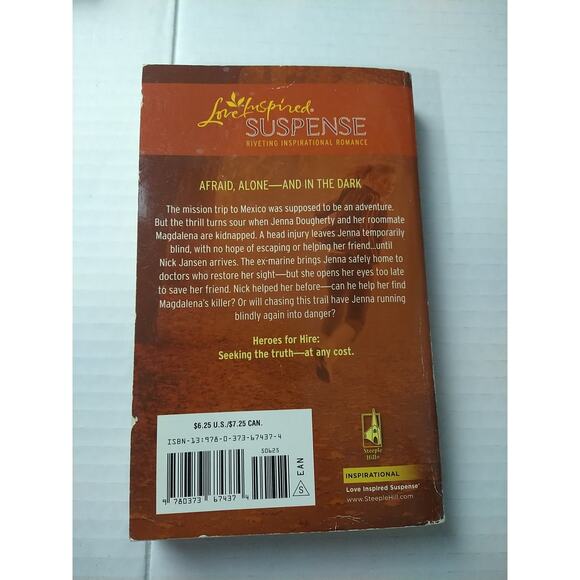 Love Inspired®
SUSPENSE
RIVETING INSPIRATIONAL ROMANCE
AFRAID, ALONE—AND IN THE DARK
The mission trip to Mexico was supposed to be an adventure.
But the thrill turns sour when Jenna Dougherty and her roommate
Magdalena are kidnapped. A head injury leaves Jenna temporarily
blind, with no hope of escaping or helping her friend...until
Nick Jansen arrives. The ex-marine brings Jenna safely home to
doctors who restore her sight—but she opens her eyes too late
to save her friend. Nick helped her before—can he help her find
Magdalena's killer? Or will chasing this trail have Jenna running
blindly again into danger?
Heroes for Hire:
Seeking the truth—at any cost.
$6.25 U.S./$7.25 CAN.
ISBN-13:978-0-373-67437-4
50625
EAN
S
9 780373 674374
Steeple
Hill®
INSPIRATIONAL
Love Inspired Suspense®
www.SteepleHill.com